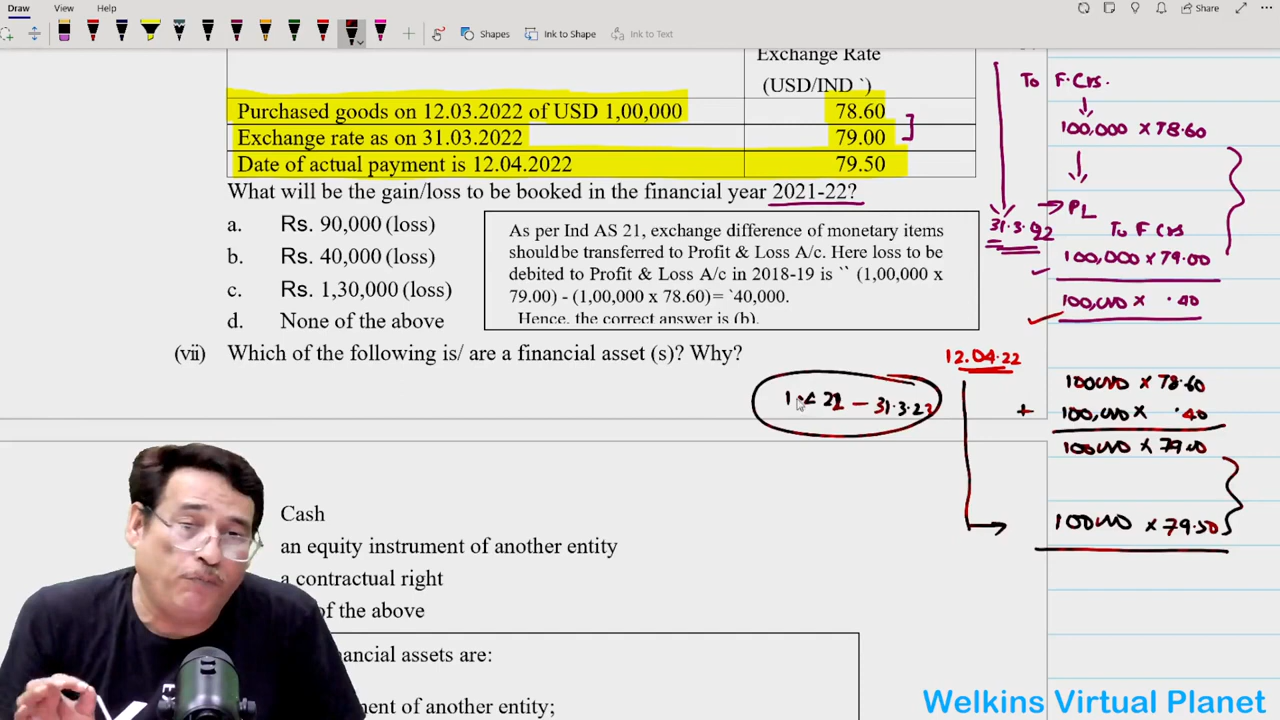 Draw View Help
Share
Shapes Ink to Shape Ink to Text
Exchange Rate
(USD/IND `)
Purchased goods on 12.03.2022 of USD 1,00,000 78.60
Exchange rate as on 31.03.2022 79.00
Date of actual payment is 12.04.2022 79.50
What will be the gain/loss to be booked in the financial year 2021-22?
a. Rs. 90,000 (loss)
b. Rs. 40,000 (loss)
c. Rs. 1,30,000 (loss)
d. None of the above
As per Ind AS 21, exchange difference of monetary items
should be transferred to Profit & Loss A/c. Here loss to be
debited to Profit & Loss A/c in 2018-19 is `` (1,00,000 x
79.00) - (1,00,000 x 78.60)= `40,000.
Hence, the correct answer is (b).
(vii) Which of the following is/ are a financial asset (s)? Why?
To F.Crs.
100,000 x 78.60
PL
31.3.22
To F Crs
100,000 x 79.00
100,000 x .40
12.04.22
1.4.22 - 31.3.23
100000 x 78.60
+ 100,000 x .40
100000 x 79.00
100000 x 79.50
Cash
an equity instrument of another entity
a contractual right
of the above
ancial assets are:
ment of another entity;
Welkins Virtual Planet